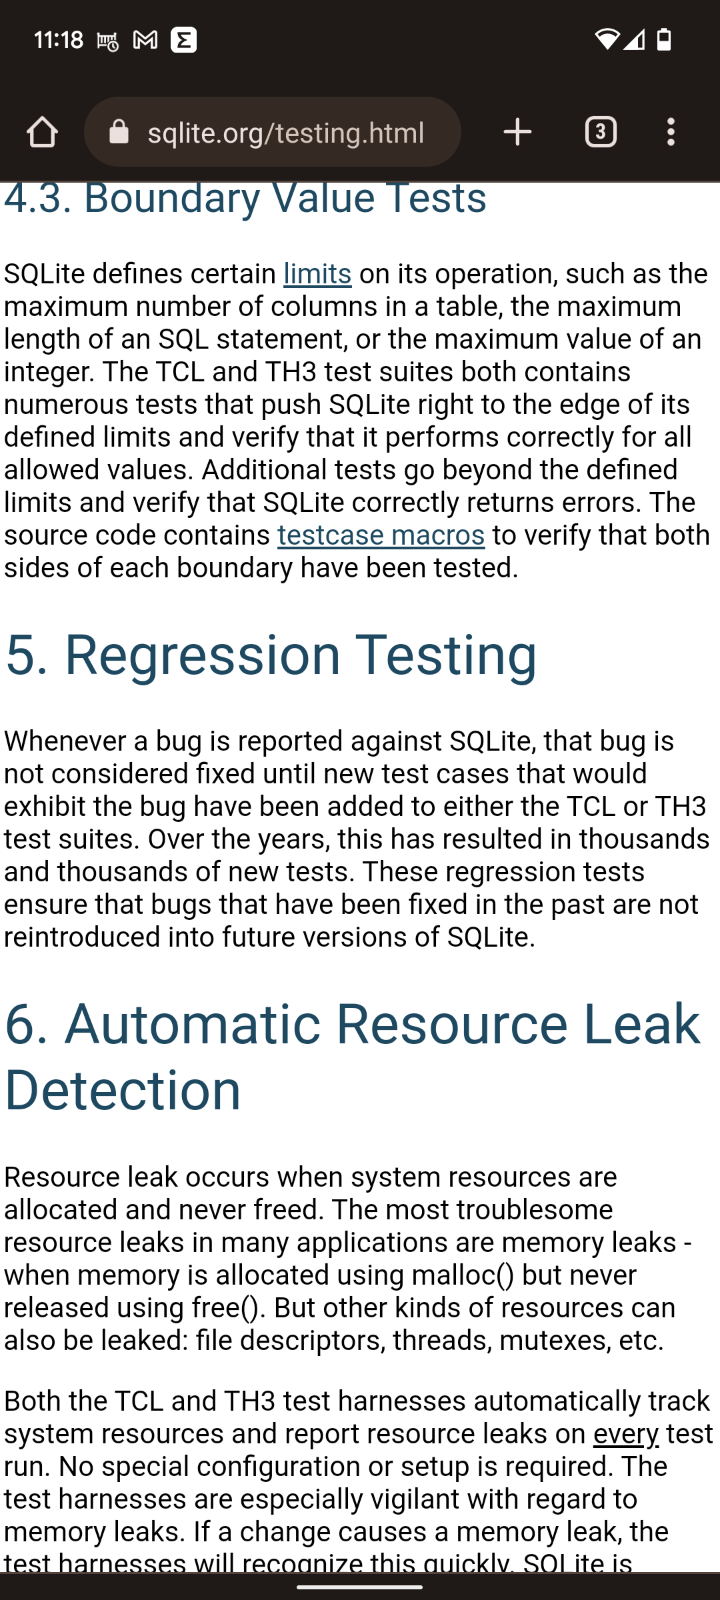 11:18
sqlite.org/testing.html
3
4.3. Boundary Value Tests
SQLite defines certain limits on its operation, such as the
maximum number of columns in a table, the maximum
length of an SQL statement, or the maximum value of an
integer. The TCL and TH3 test suites both contains
numerous tests that push SQLite right to the edge of its
defined limits and verify that it performs correctly for all
allowed values. Additional tests go beyond the defined
limits and verify that SQLite correctly returns errors. The
source code contains testcase macros to verify that both
sides of each boundary have been tested.
5. Regression Testing
Whenever a bug is reported against SQLite, that bug is
not considered fixed until new test cases that would
exhibit the bug have been added to either the TCL or TH3
test suites. Over the years, this has resulted in thousands
and thousands of new tests. These regression tests
ensure that bugs that have been fixed in the past are not
reintroduced into future versions of SQLite.
6. Automatic Resource Leak
Detection
Resource leak occurs when system resources are
allocated and never freed. The most troublesome
resource leaks in many applications are memory leaks -
when memory is allocated using malloc() but never
released using free(). But other kinds of resources can
also be leaked: file descriptors, threads, mutexes, etc.
Both the TCL and TH3 test harnesses automatically track
system resources and report resource leaks on every test
run. No special configuration or setup is required. The
test harnesses are especially vigilant with regard to
memory leaks. If a change causes a memory leak, the
test harnesses will recognize this quickly. SQLite is